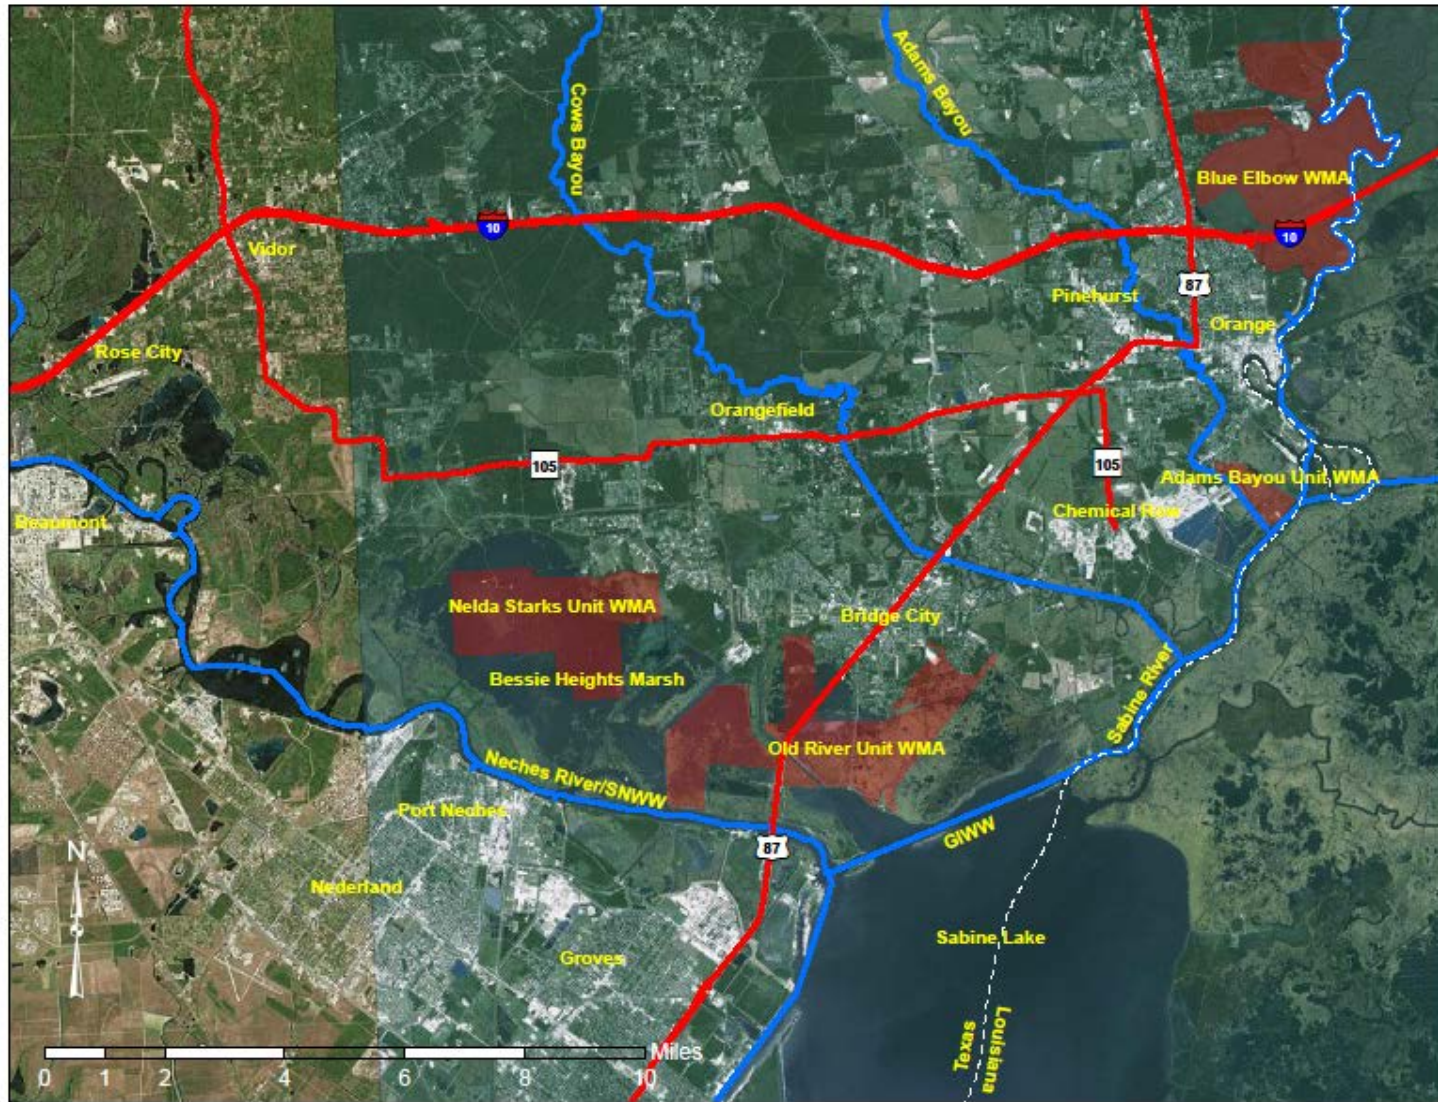 Adams Bayou
Cows Bayou
Blue Elbow WMA
10
10
Vidor
87
Pinehurst
Orange
Rose City
Orangefield
105
105
Adams Bayou Unit WMA
Beaumont
Chemical Row
Nelda Starks Unit WMA
Bridge City
Bessie Heights Marsh
Sabine River
Old River Unit WMA
Neches River/SNWW
Port Neches
GIWW
87
N
Nederland
Sabine Lake
Groves
Texas
Louisiana
Miles
0 1 2 4 6 8 10